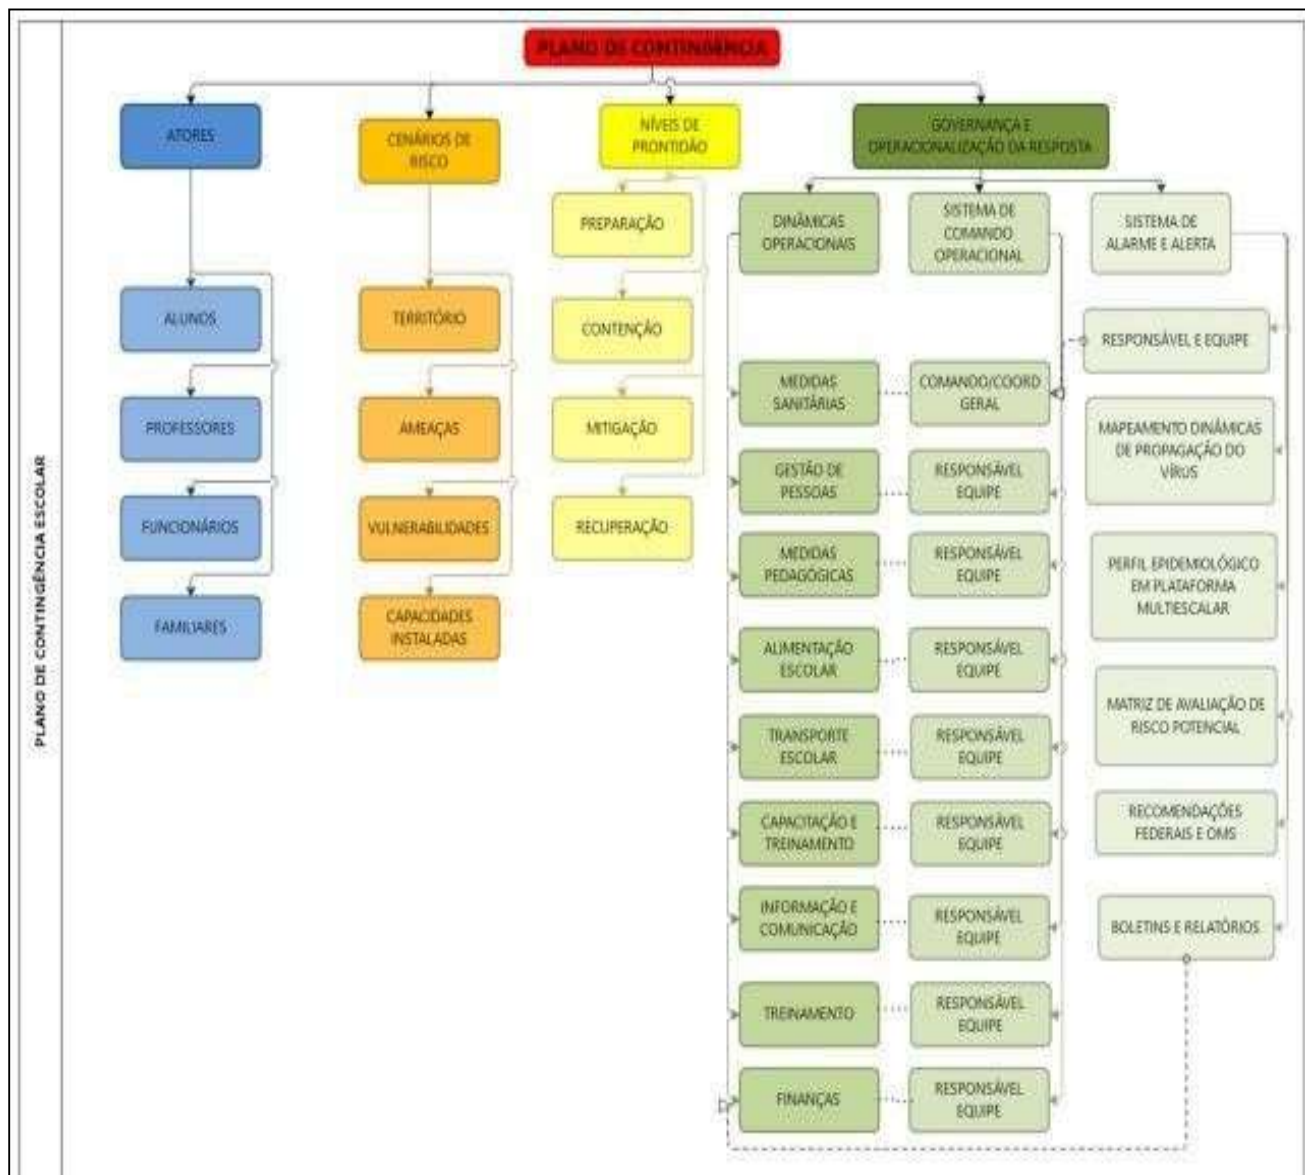 PLANO DE CONTINGÊNCIA ESCOLAR
PLANO DE CONTINGÊNCIA
ATORES
ALUNOS
PROFESSORES
FUNCIONÁRIOS
FAMILIARES
CENÁRIOS DE
RISCO
TERRITÓRIO
AMEAÇAS
VULNERABILIDADES
CAPACIDADES
INSTALADAS
NÍVEIS DE
PRONTIDÃO
PREPARAÇÃO
CONTENÇÃO
MITIGAÇÃO
RECUPERAÇÃO
GOVERNANÇA E
OPERACIONALIZAÇÃO DA RESPOSTA
DINÂMICAS
OPERACIONAIS
MEDIDAS
SANITÁRIAS
GESTÃO DE
PESSOAS
MEDIDAS
PEDAGÓGICAS
ALIMENTAÇÃO
ESCOLAR
TRANSPORTE
ESCOLAR
CAPACITAÇÃO E
TREINAMENTO
INFORMAÇÃO E
COMUNICAÇÃO
TREINAMENTO
FINANÇAS
SISTEMA DE
COMANDO
OPERACIONAL
COMANDO/COORD
GERAL
RESPONSÁVEL
EQUIPE
RESPONSÁVEL
EQUIPE
RESPONSÁVEL
EQUIPE
RESPONSÁVEL
EQUIPE
RESPONSÁVEL
EQUIPE
RESPONSÁVEL
EQUIPE
RESPONSÁVEL
EQUIPE
RESPONSÁVEL
EQUIPE
SISTEMA DE
ALARME E ALERTA
RESPONSÁVEL E EQUIPE
MAPEAMENTO DINÂMICAS
DE PROPAGAÇÃO DO
VÍRUS
PERFIL EPIDEMIOLÓGICO
EM PLATAFORMA
MULTIESCALAR
MATRIZ DE AVALIAÇÃO DE
RISCO POTENCIAL
RECOMENDAÇÕES
FEDERAIS E OMS
BOLETINS E RELATÓRIOS